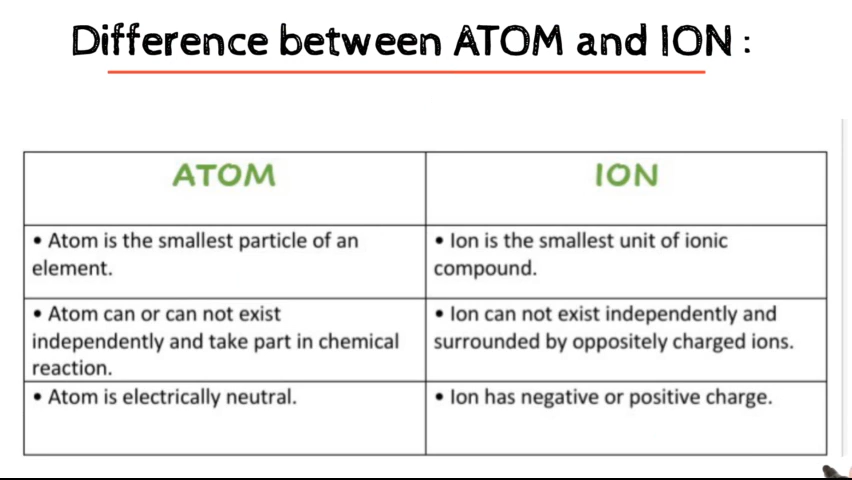 Difference between ATOM and ION :
ATOM
ION
• Atom is the smallest particle of an
element.
• Ion is the smallest unit of ionic
compound.
• Atom can or can not exist
independently and take part in chemical
reaction.
• Ion can not exist independently and
surrounded by oppositely charged ions.
• Atom is electrically neutral.
• Ion has negative or positive charge.